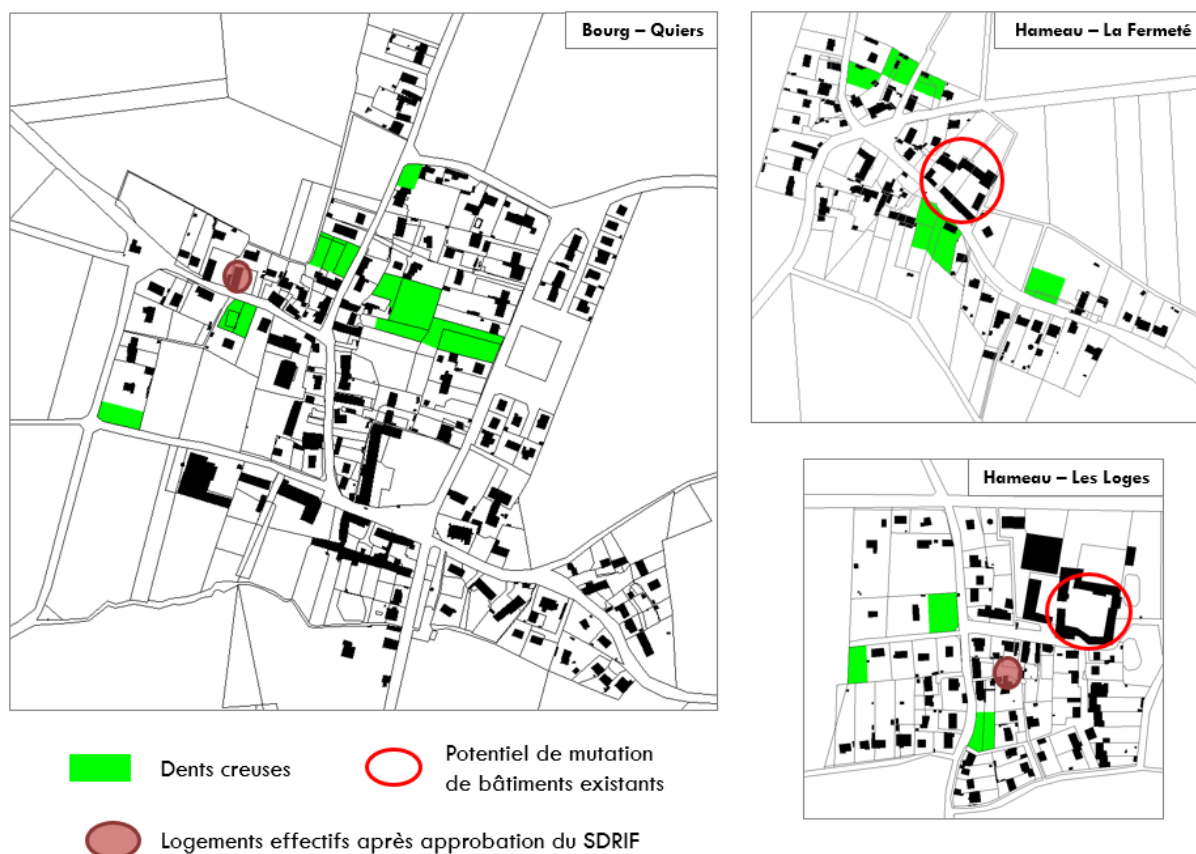 Bourg – Quiers
Hameau – La Fermeté
Hameau – Les Loges
Dents creuses
Potentiel de mutation
de bâtiments existants
Logements effectifs après approbation du SDRIF